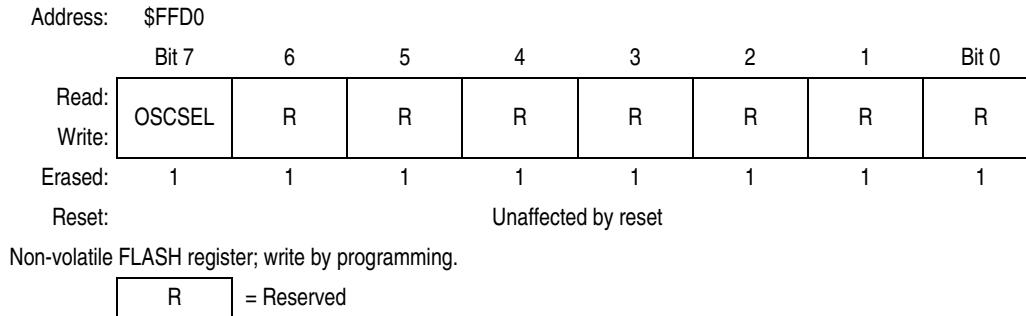 Address: $FFD0
Bit 7 6 5 4 3 2 1 Bit 0
Read:
OSCSEL R R R R R R R
Write:
Erased: 1 1 1 1 1 1 1 1
Reset: Unaffected by reset
Non-volatile FLASH register; write by programming.
R = Reserved